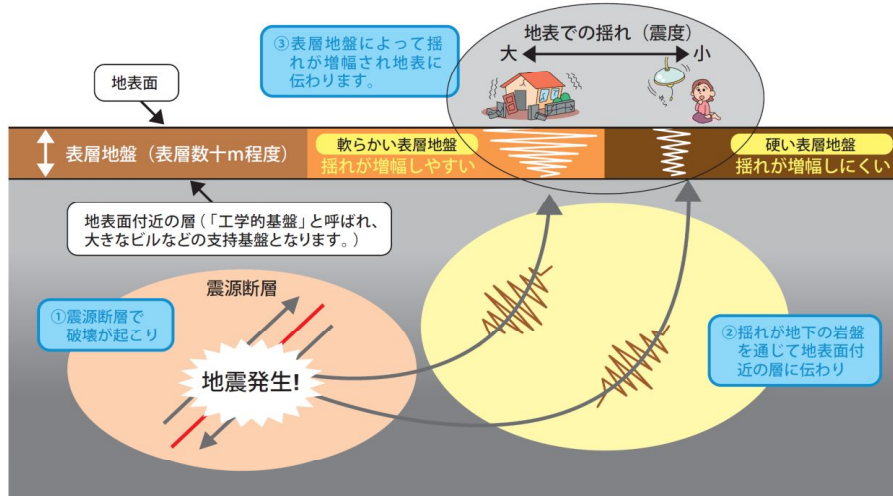 ③表層地盤によって揺
れが増幅され地表に
伝わります。
地表での揺れ（震度）
大
小
地表面
表層地盤（表層数十m程度）
軟らかい表層地盤
揺れが増幅しやすい
硬い表層地盤
揺れが増幅しにくい
地表面付近の層（「工学的基盤」と呼ばれ、
大きなビルなどの支持基盤となります。）
震源断層
①震源断層で
破壊が起こり
地震発生!
②揺れが地下の岩盤
を通じて地表面付
近の層に伝わり